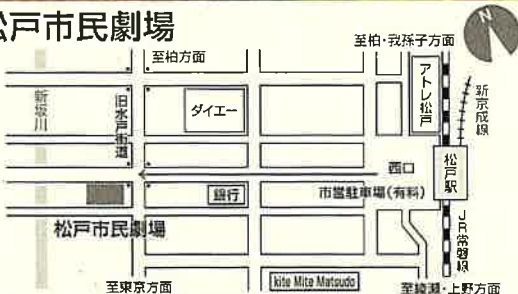 松戸市民劇場
至柏・我孫子方面
N
至柏方面
アトレ松戸
新京成線
新坂川
旧水戸街道
ダイエー
西口
松戸駅
銀行
市営駐車場(有料)
松戸市民劇場
JR常磐線
至東京方面
kite Mite Matsudo
至綾瀬・上野方面